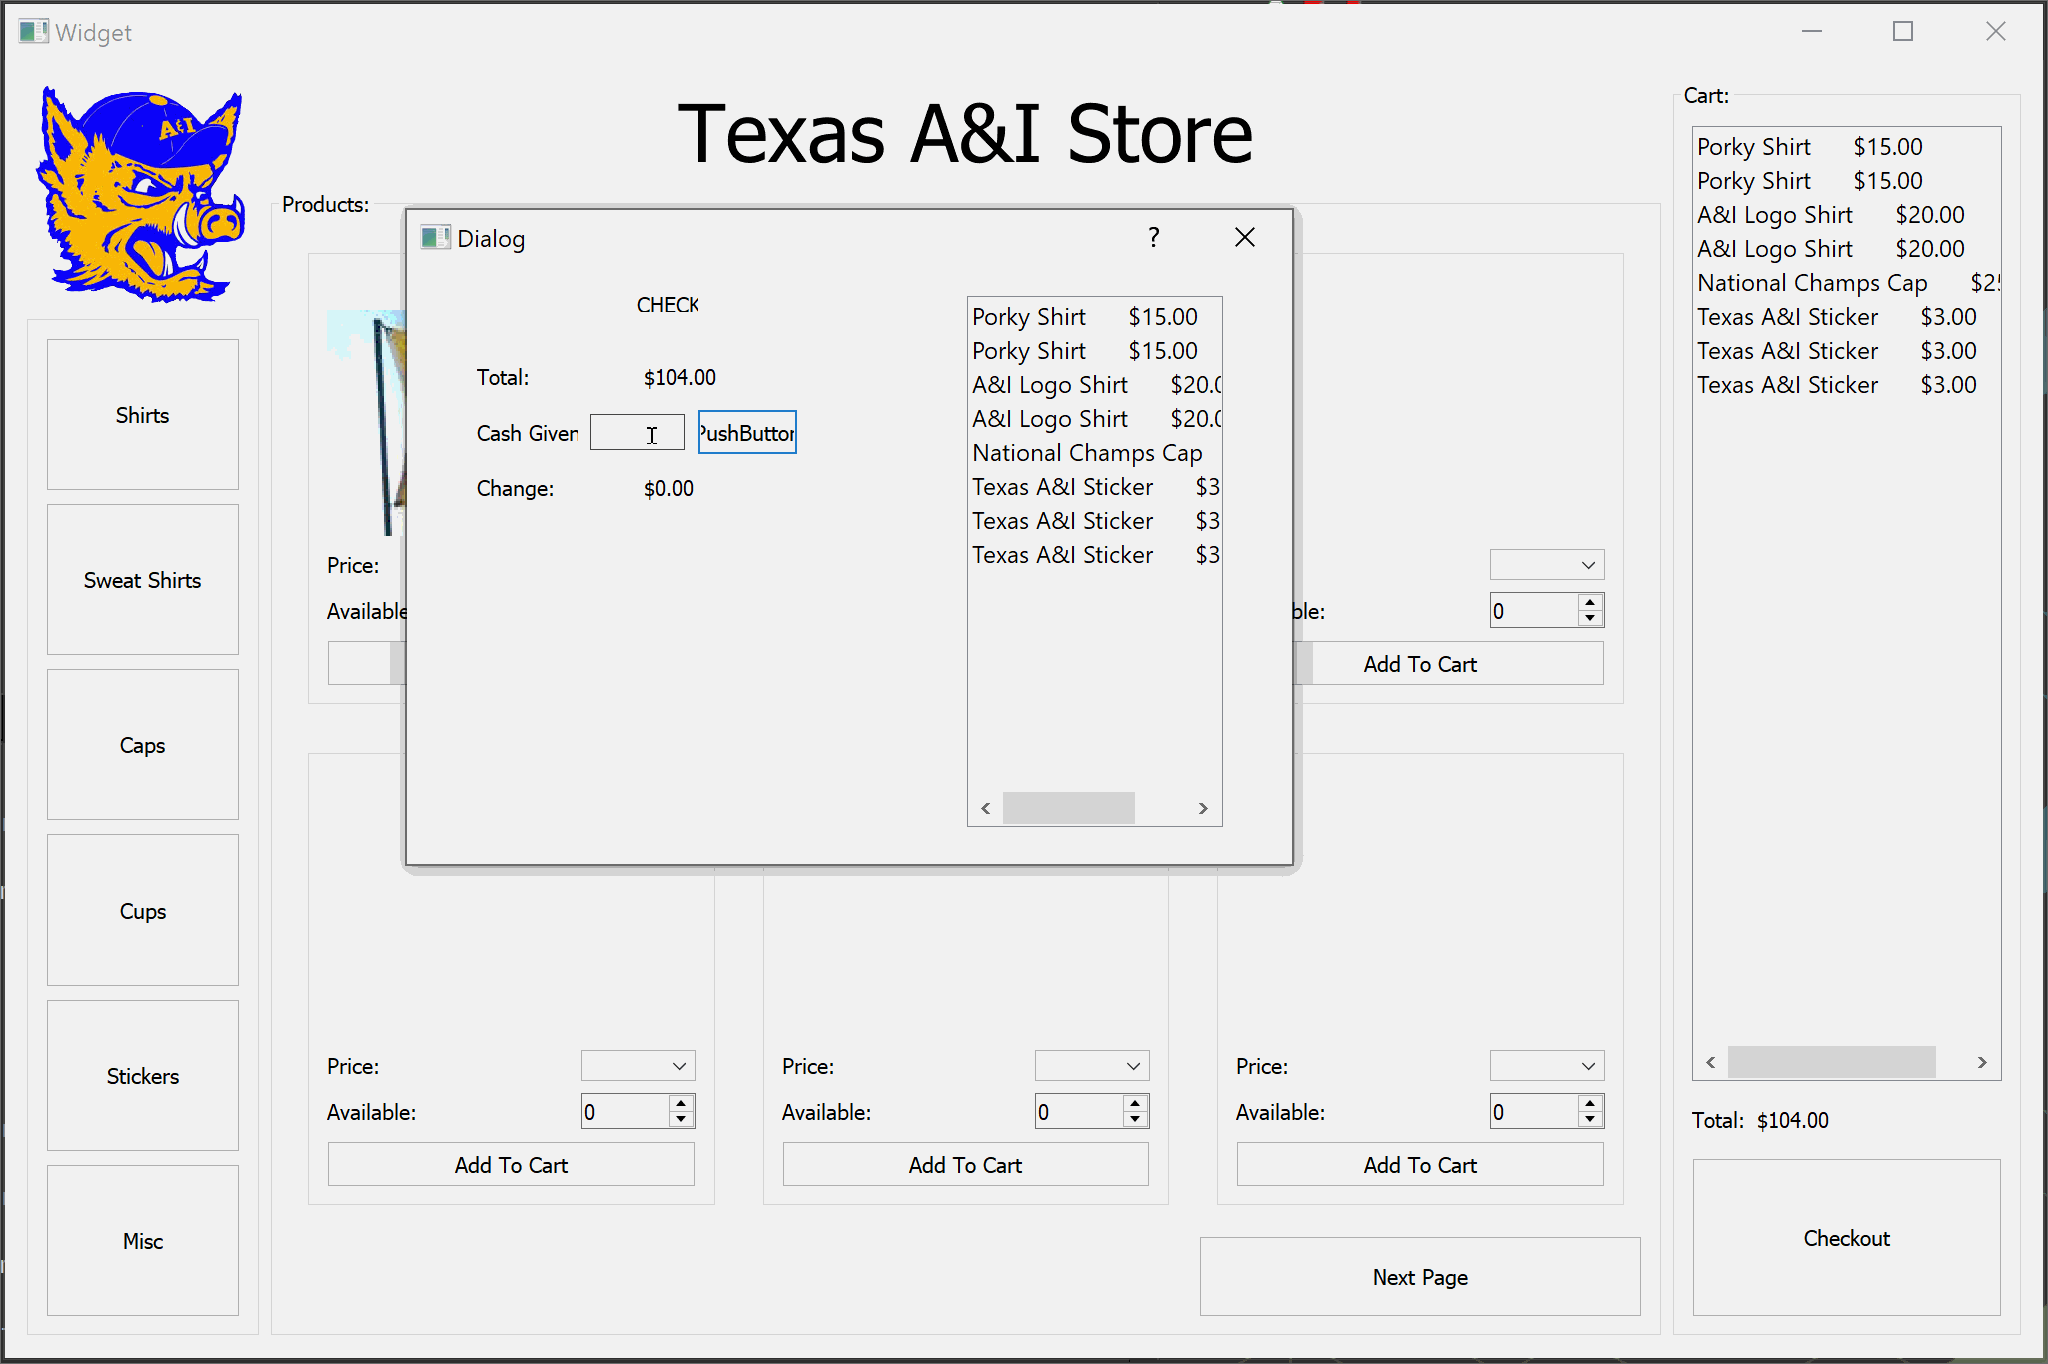 Widget
A&I
Texas A&I Store
Products:
Shirts
Sweat Shirts
Caps
Cups
Stickers
Misc
Dialog
?
CHECK
Total: $104.00
Cash Given
PushButton
Change: $0.00
Porky Shirt $15.00
Porky Shirt $15.00
A&I Logo Shirt $20.0
A&I Logo Shirt $20.0
National Champs Cap
Texas A&I Sticker $3
Texas A&I Sticker $3
Texas A&I Sticker $3
Price:
Available
ble: 0
Add To Cart
Price:
Available: 0
Add To Cart
Price:
Available: 0
Add To Cart
Price:
Available: 0
Add To Cart
Next Page
Cart:
Porky Shirt $15.00
Porky Shirt $15.00
A&I Logo Shirt $20.00
A&I Logo Shirt $20.00
National Champs Cap $25
Texas A&I Sticker $3.00
Texas A&I Sticker $3.00
Texas A&I Sticker $3.00
Total: $104.00
Checkout